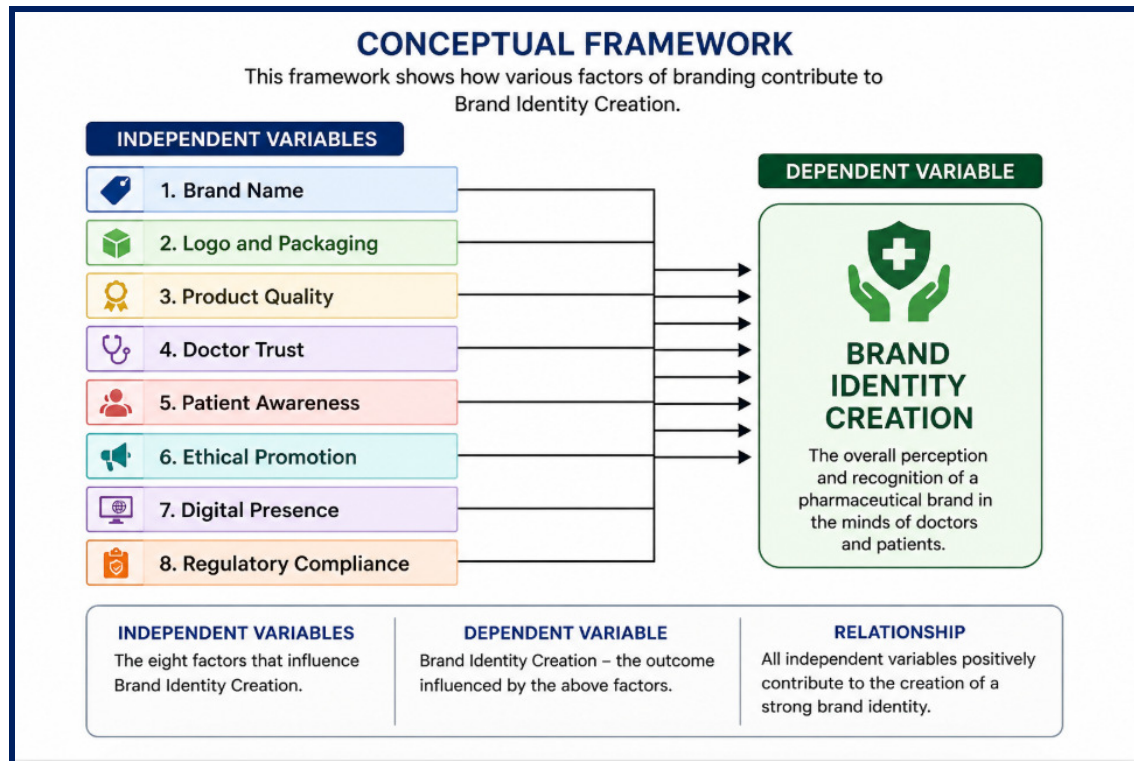 CONCEPTUAL FRAMEWORK
This framework shows how various factors of branding contribute to
Brand Identity Creation.
INDEPENDENT VARIABLES
1. Brand Name
2. Logo and Packaging
3. Product Quality
4. Doctor Trust
5. Patient Awareness
6. Ethical Promotion
7. Digital Presence
8. Regulatory Compliance
DEPENDENT VARIABLE
BRAND
IDENTITY
CREATION
The overall perception
and recognition of a
pharmaceutical brand in
the minds of doctors
and patients.
INDEPENDENT VARIABLES
The eight factors that influence
Brand Identity Creation.
DEPENDENT VARIABLE
Brand Identity Creation – the outcome
influenced by the above factors.
RELATIONSHIP
All independent variables positively
contribute to the creation of a
strong brand identity.